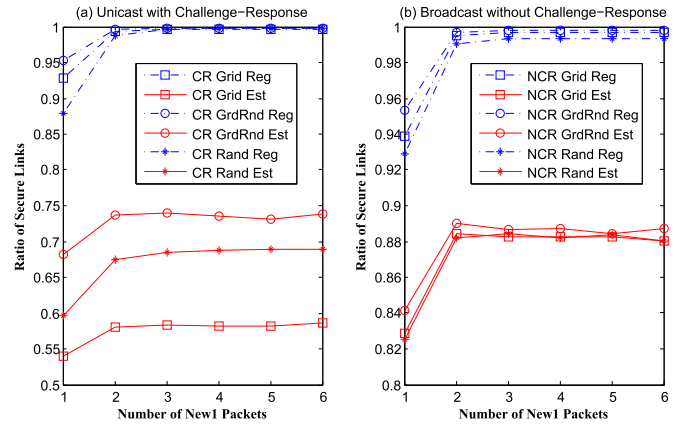 (a) Unicast with Challenge−Response
1
0.95
0.9
0.85
0.8
0.75
0.7
0.65
0.6
0.55
0.5
Ratio of Secure Links
CR Grid Reg
CR Grid Est
CR GrdRnd Reg
CR GrdRnd Est
CR Rand Reg
CR Rand Est
1 2 3 4 5 6
Number of New1 Packets
(b) Broadcast without Challenge−Response
1
0.98
0.96
0.94
0.92
0.9
0.88
0.86
0.84
0.82
0.8
Ratio of Secure Links
NCR Grid Reg
NCR Grid Est
NCR GrdRnd Reg
NCR GrdRnd Est
NCR Rand Reg
NCR Rand Est
1 2 3 4 5 6
Number of New1 Packets